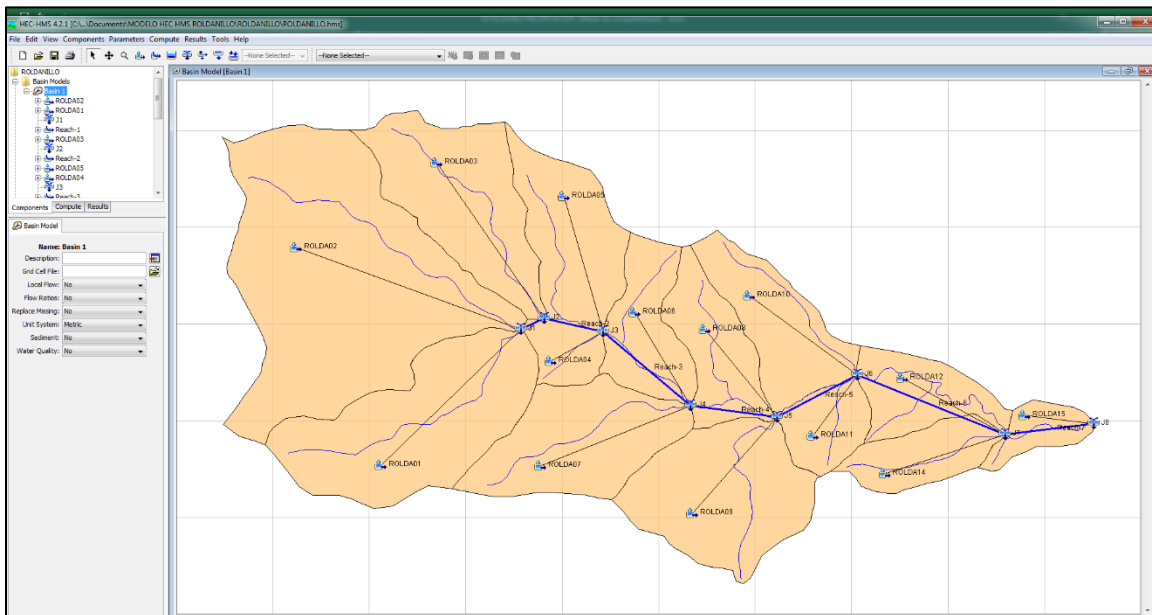 HEC-HMS 4.2.1 [C:\...\Documents\MODELO HEC HMS ROLDANILLO\ROLDANILLO\ROLDANILLO.hms]
File Edit View Components Parameters Compute Results Tools Help
--None Selected-- --None Selected--
ROLDANILLO
Basin Models
Basin 1
ROLDA02
ROLDA01
J1
Reach-1
ROLDA03
J2
Reach-2
ROLDA05
ROLDA04
J3
Reach-3
Components Compute Results
Basin Model
Name: Basin 1
Description:
Grid Cell File:
Local Flow: No
Flow Ratios: No
Replace Missing: No
Unit System: Metric
Sediment: No
Water Quality: No
Basin Model [Basin 1]
ROLDA03
ROLDA05
ROLDA02
ROLDA10
ROLDA06
J2
Reach-2
J1
J3
ROLDA08
ROLDA04
Reach-3
J6
ROLDA12
Reach-5
Reach-6
J4
Reach-4
J5
ROLDA15
J8
J7
ROLDA11
ROLDA01
ROLDA07
ROLDA14
ROLDA09